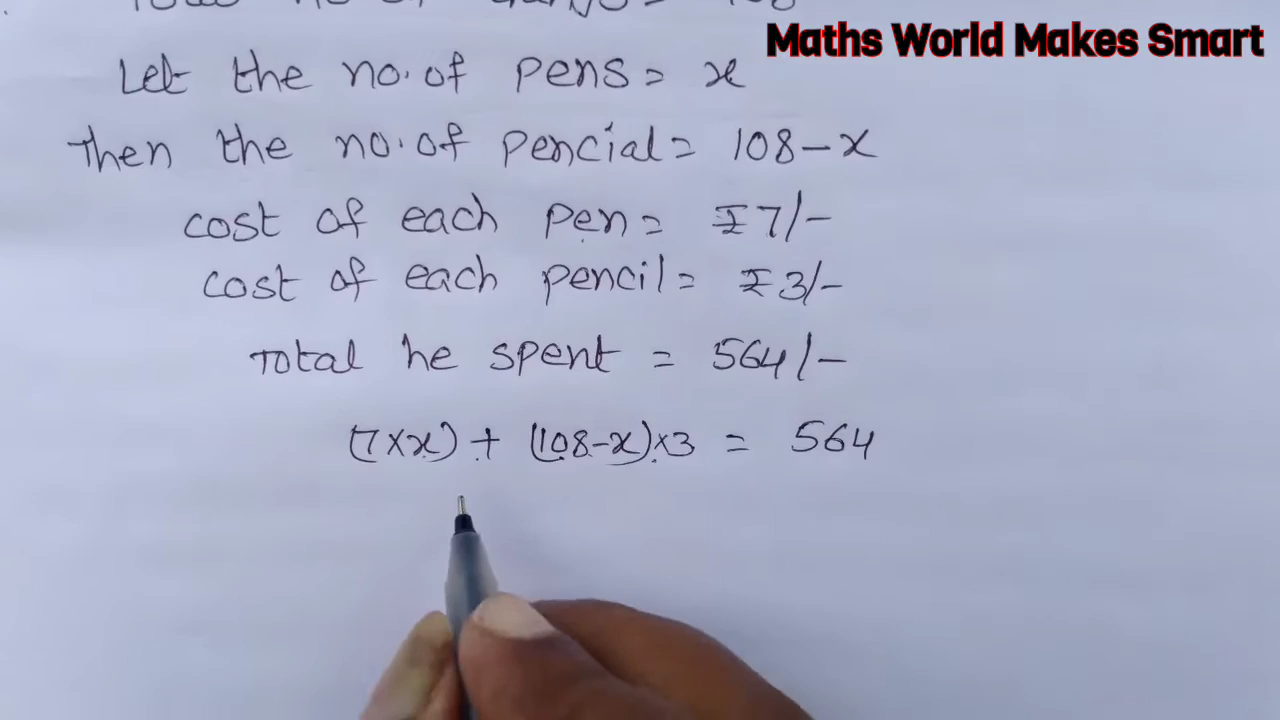 Maths World Makes Smart
Let the no. of pens = x
Then the no. of pencial = 108 - x
cost of each pen = ₹7/-
cost of each pencil = ₹3/-
Total he spent = 564/-
(7×x) + (108-x)×3 = 564